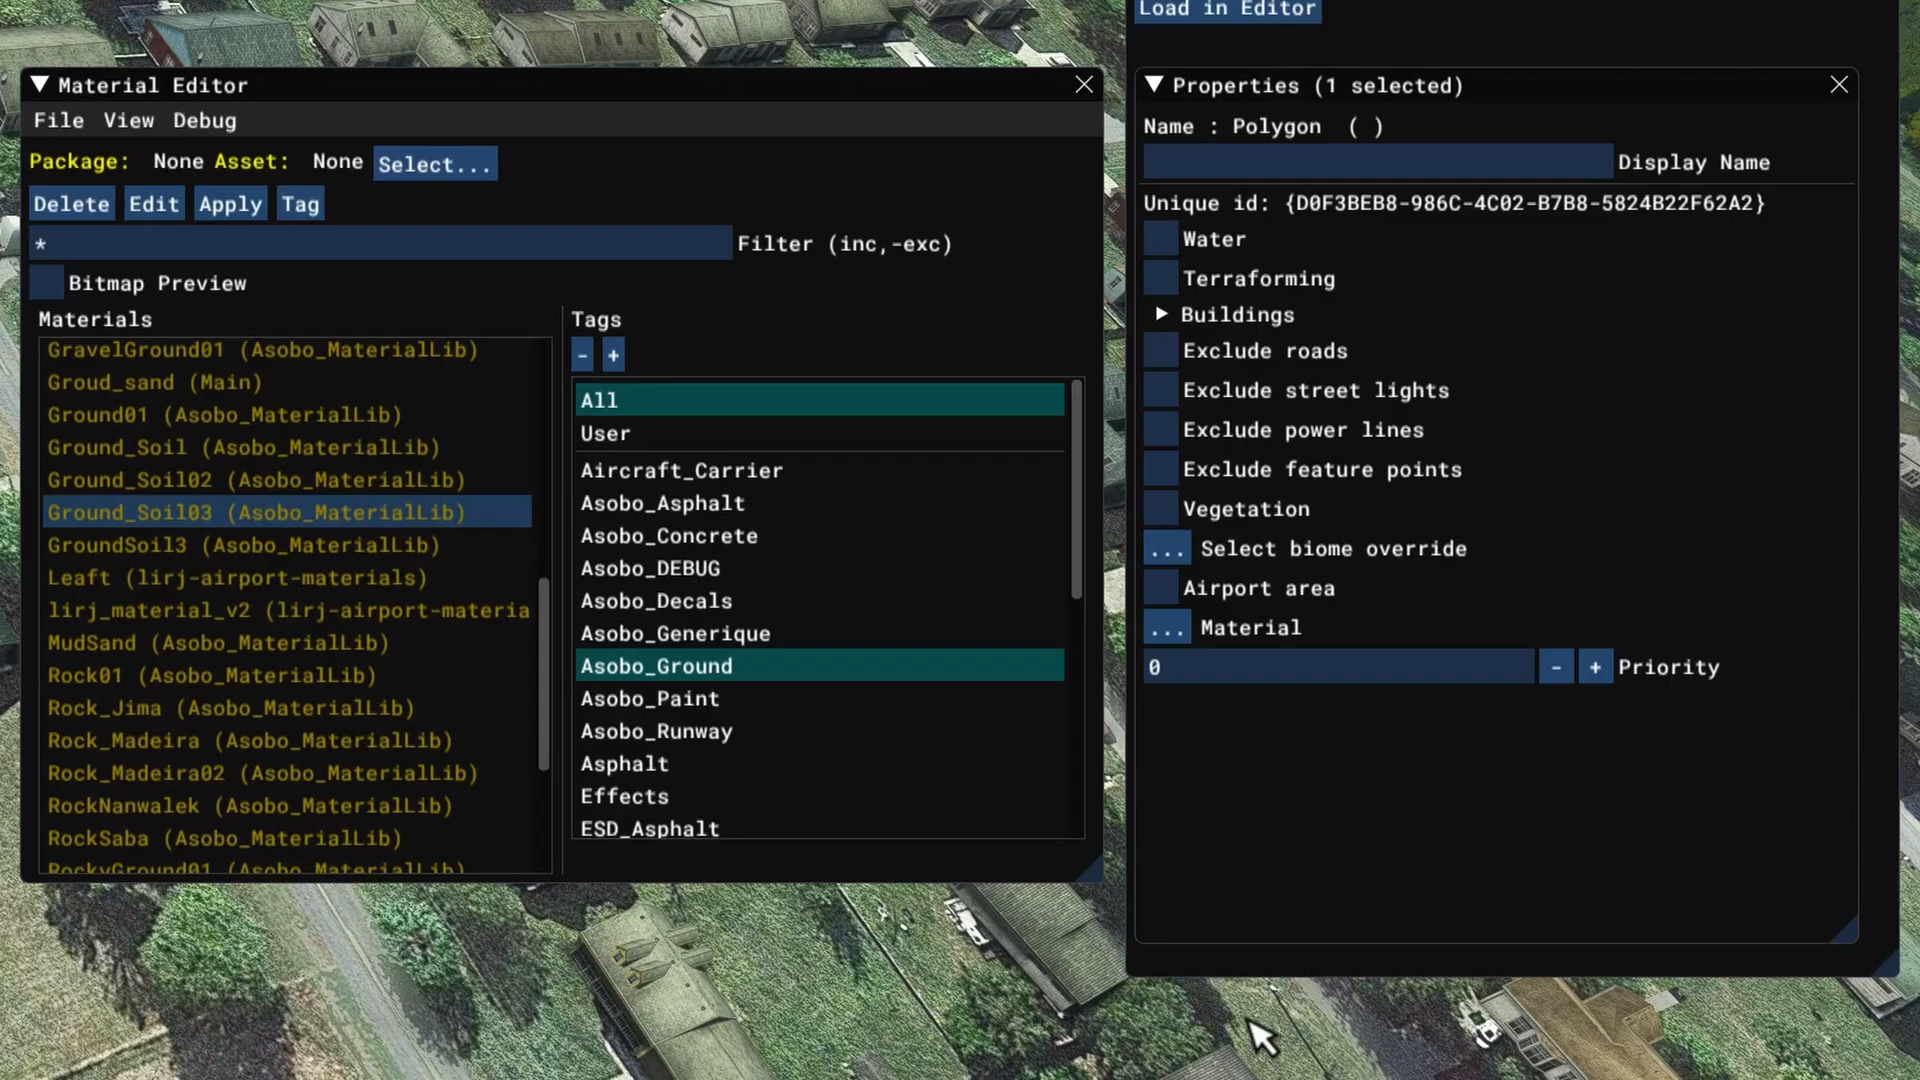 Load in Editor
Material Editor
File View Debug
Package: None Asset: None Select...
Delete Edit Apply Tag
* Filter (inc,-exc)
Bitmap Preview
Materials
GravelGround01 (Asobo_MaterialLib)
Groud_sand (Main)
Ground01 (Asobo_MaterialLib)
Ground_Soil (Asobo_MaterialLib)
Ground_Soil02 (Asobo_MaterialLib)
Ground_Soil03 (Asobo_MaterialLib)
GroundSoil3 (Asobo_MaterialLib)
Leaft (lirj-airport-materials)
lirj_material_v2 (lirj-airport-materia
MudSand (Asobo_MaterialLib)
Rock01 (Asobo_MaterialLib)
Rock_Jima (Asobo_MaterialLib)
Rock_Madeira (Asobo_MaterialLib)
Rock_Madeira02 (Asobo_MaterialLib)
RockNanwalek (Asobo_MaterialLib)
RockSaba (Asobo_MaterialLib)
RockyGround01 (Asobo_MaterialLib)
Tags
- +
All
User
Aircraft_Carrier
Asobo_Asphalt
Asobo_Concrete
Asobo_DEBUG
Asobo_Decals
Asobo_Generique
Asobo_Ground
Asobo_Paint
Asobo_Runway
Asphalt
Effects
ESD_Asphalt
Properties (1 selected)
Name : Polygon ( )
Display Name
Unique id: {D0F3BEB8-986C-4C02-B7B8-5824B22F62A2}
Water
Terraforming
Buildings
Exclude roads
Exclude street lights
Exclude power lines
Exclude feature points
Vegetation
... Select biome override
Airport area
... Material
0 - + Priority